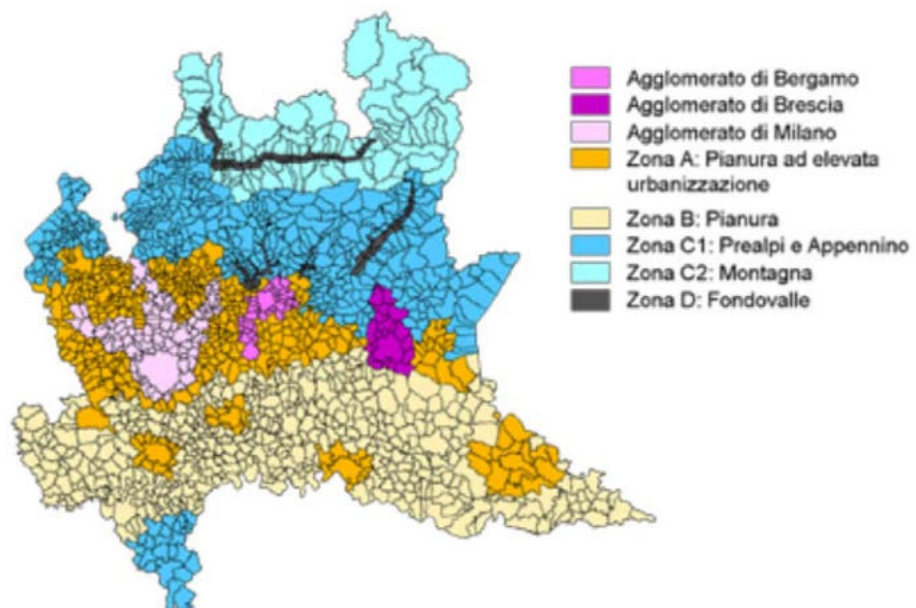 Agglomerato di Bergamo
Agglomerato di Brescia
Agglomerato di Milano
Zona A: Pianura ad elevata
urbanizzazione
Zona B: Pianura
Zona C1: Prealpi e Appennino
Zona C2: Montagna
Zona D: Fondovalle